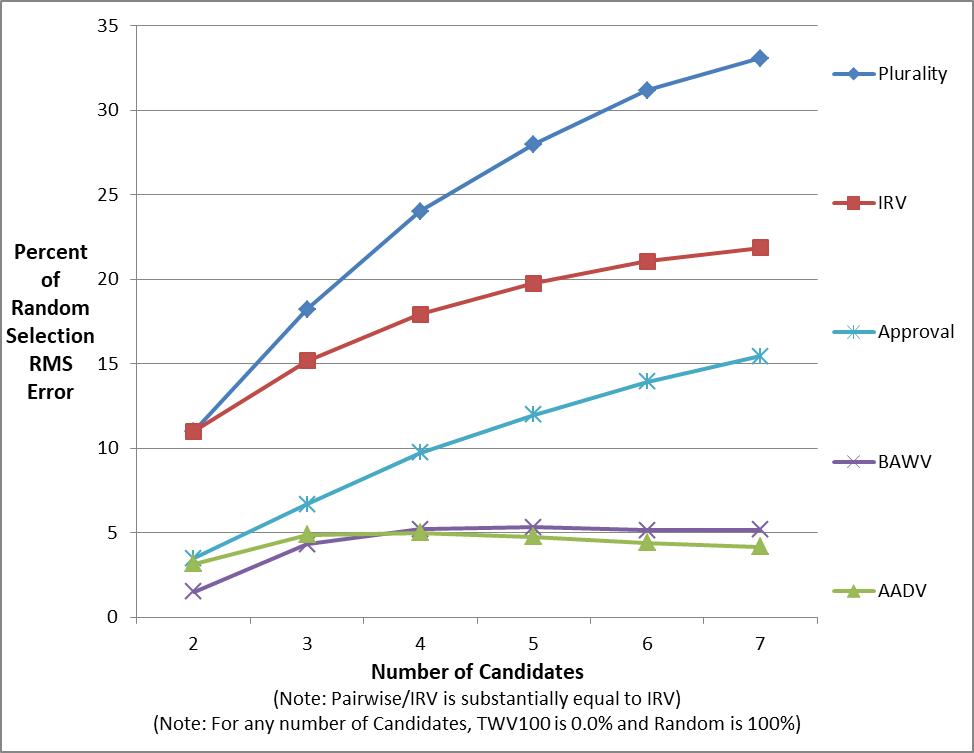 35
30
25
20
15
10
5
0
Percent
of
Random
Selection
RMS
Error
2 3 4 5 6 7
Number of Candidates
(Note: Pairwise/IRV is substantially equal to IRV)
(Note: For any number of Candidates, TWV100 is 0.0% and Random is 100%)
Plurality
IRV
Approval
BAWV
AADV